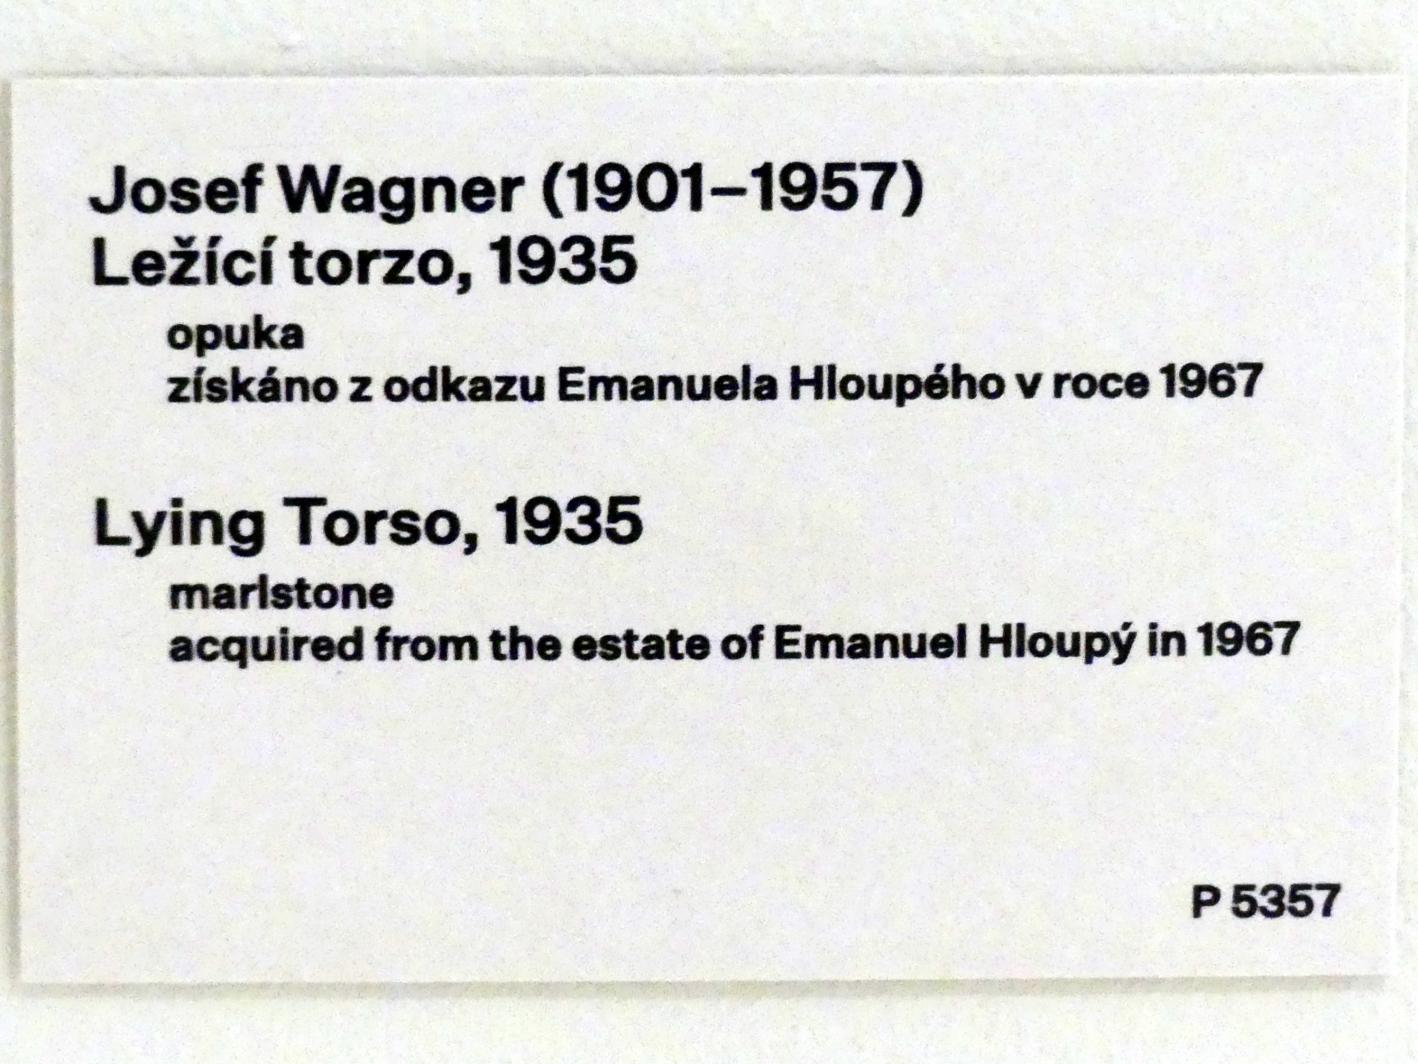 Josef Wagner (1901–1957)
Ležící torzo, 1935
opuka
získáno z odkazu Emanuela Hloupého v roce 1967
Lying Torso, 1935
marlstone
acquired from the estate of Emanuel Hloupý in 1967
P 5357